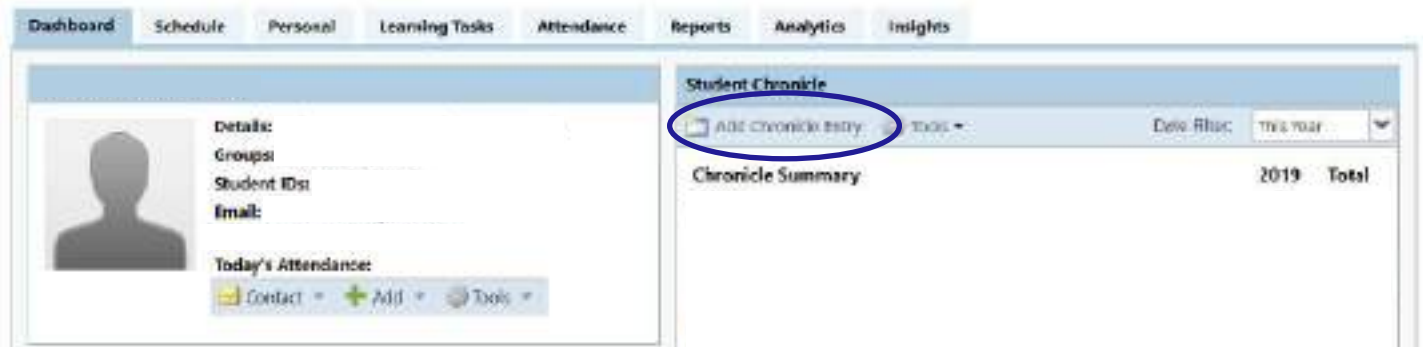 Dashboard Schedule Personal Learning Tasks Attendance Reports Analytics Insights
Details:
Groups:
Student IDs:
Email:
Today's Attendance:
Contact Add Tools
Student Chronicle
Add Chronicle Entry Tools Date Filter: This Year
Chronicle Summary 2019 Total